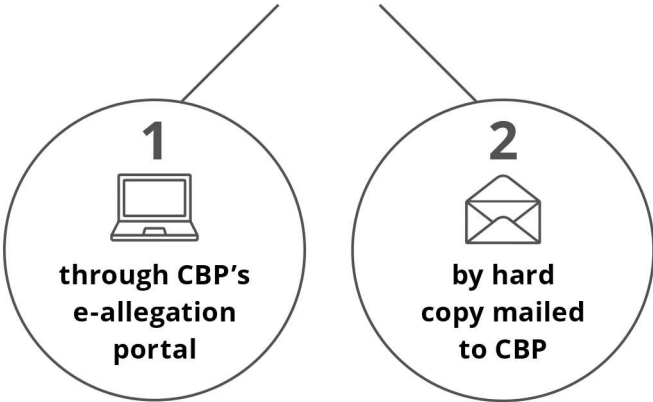 1
through CBP’s
e-allegation
portal
2
by hard
copy mailed
to CBP